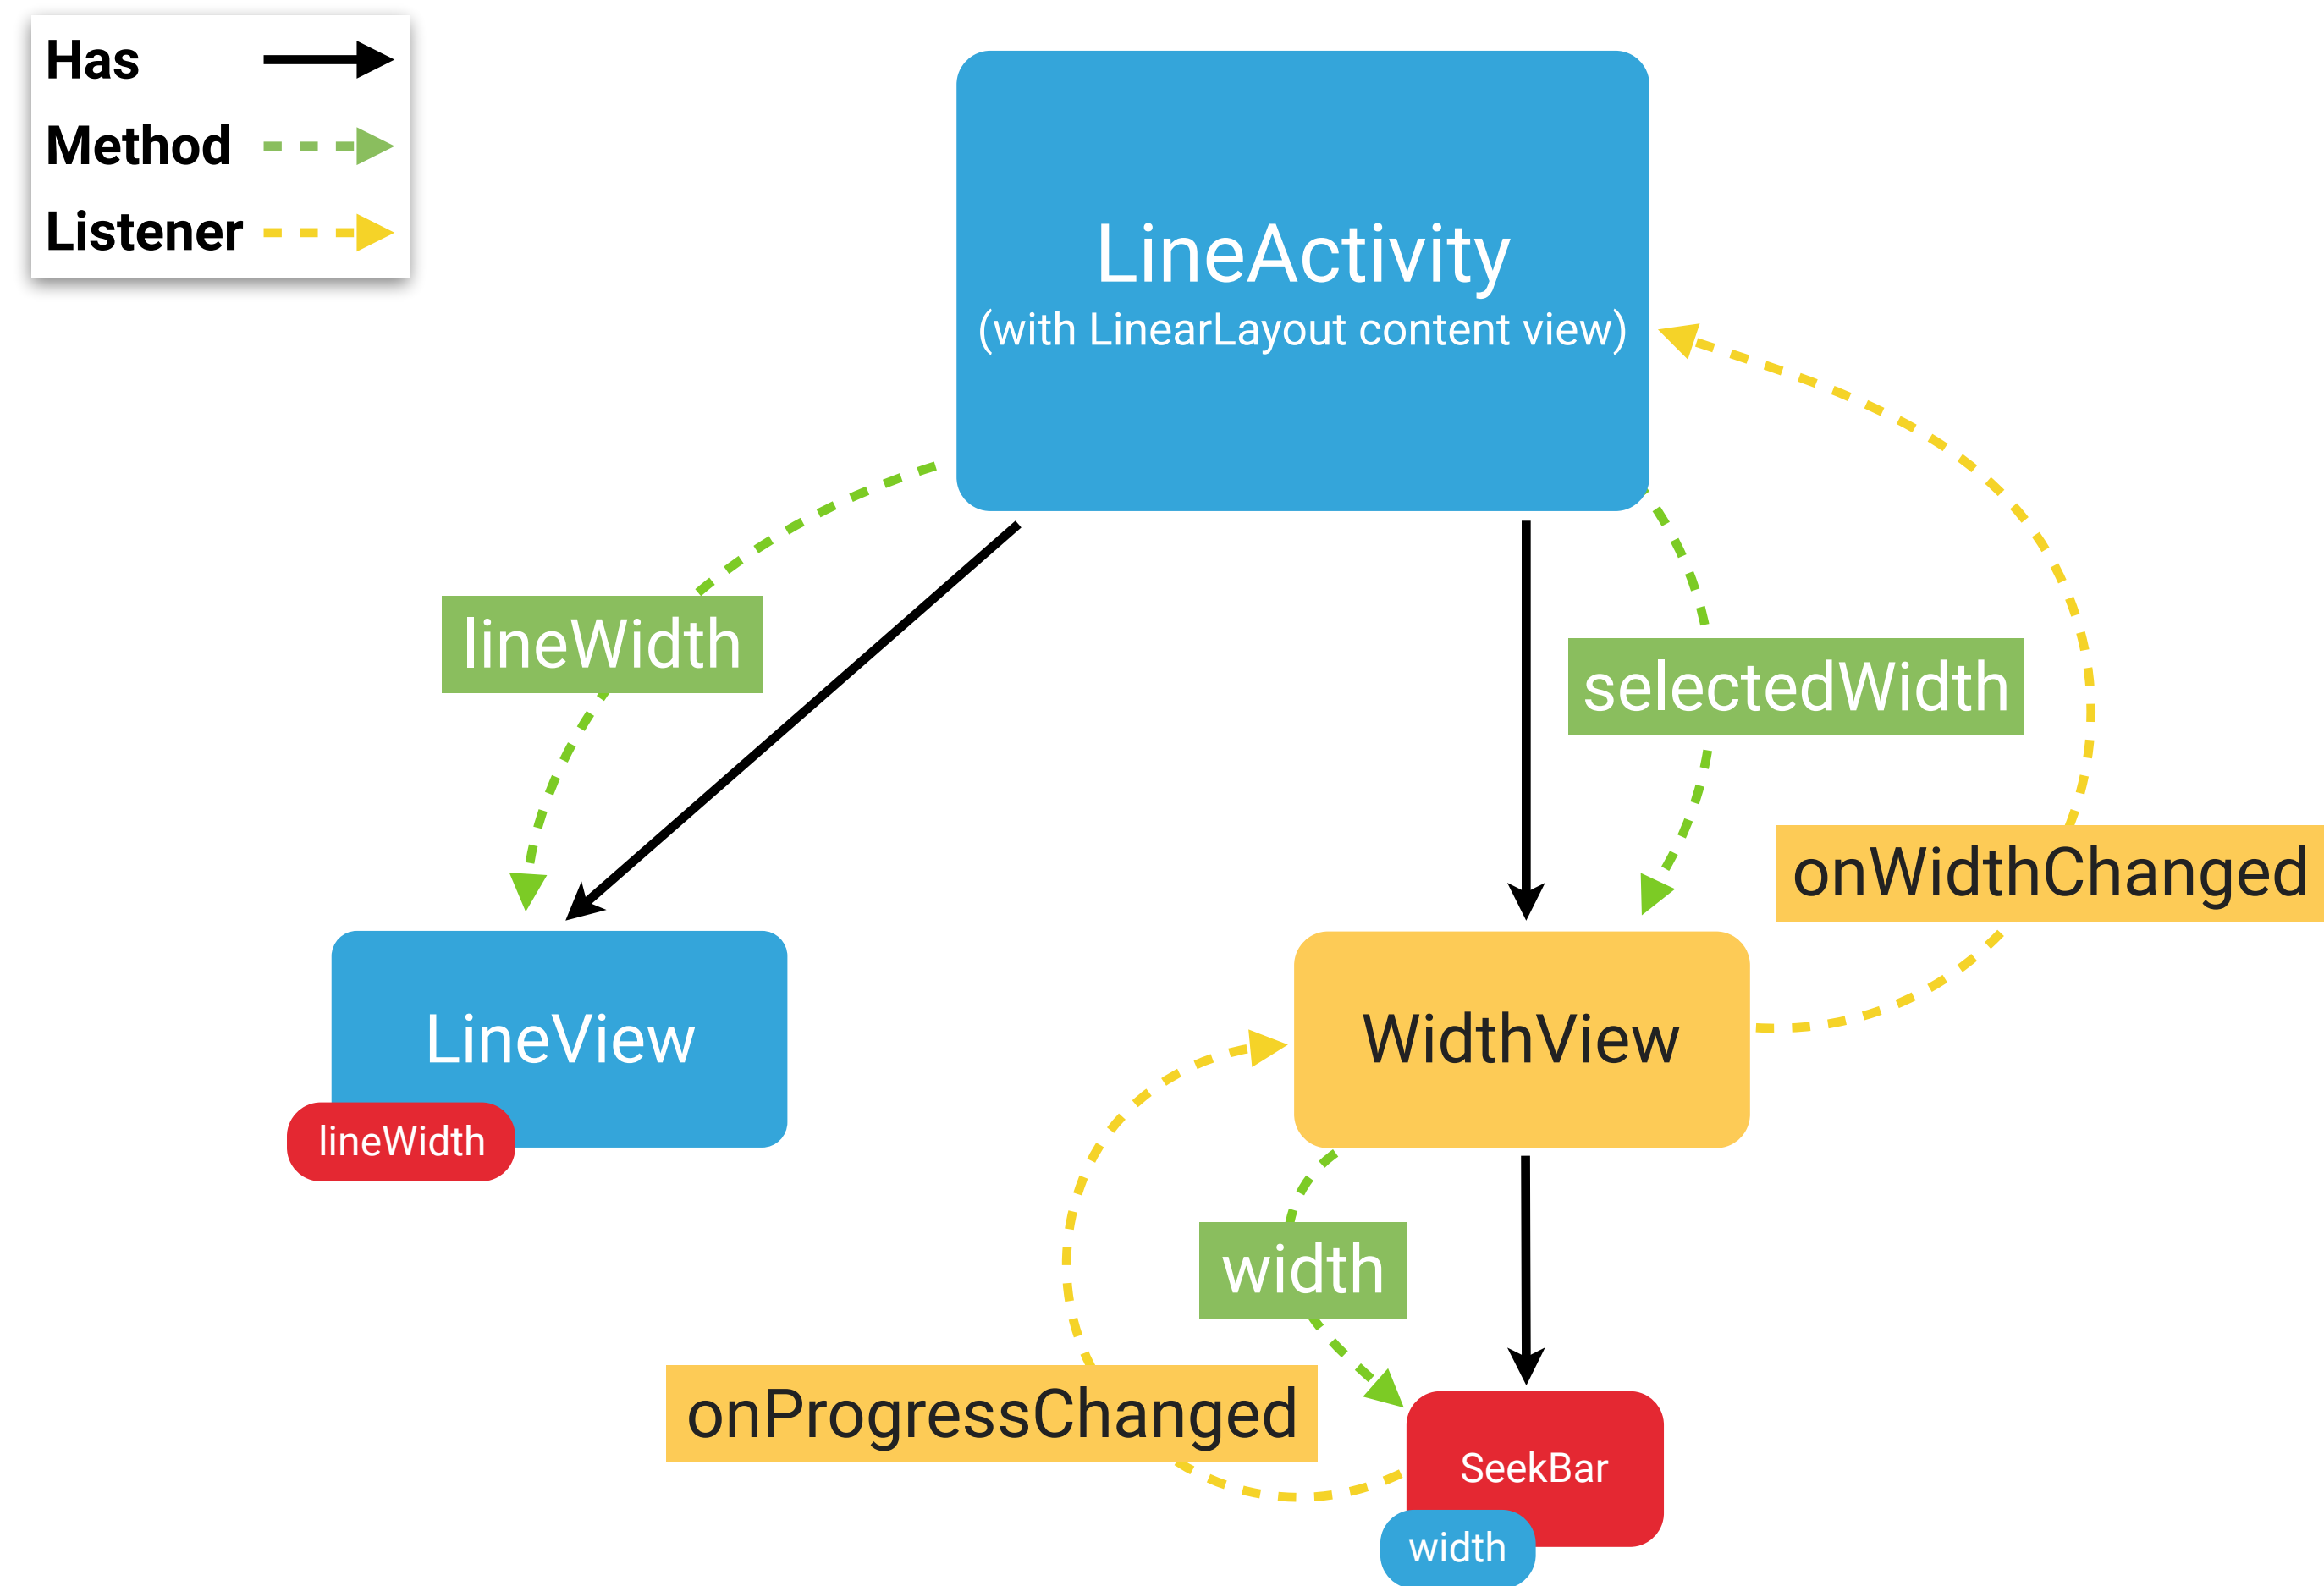 Has
Method
Listener
LineActivity
(with LinearLayout content view)
lineWidth
selectedWidth
onWidthChanged
LineView
lineWidth
WidthView
width
onProgressChanged
SeekBar
width